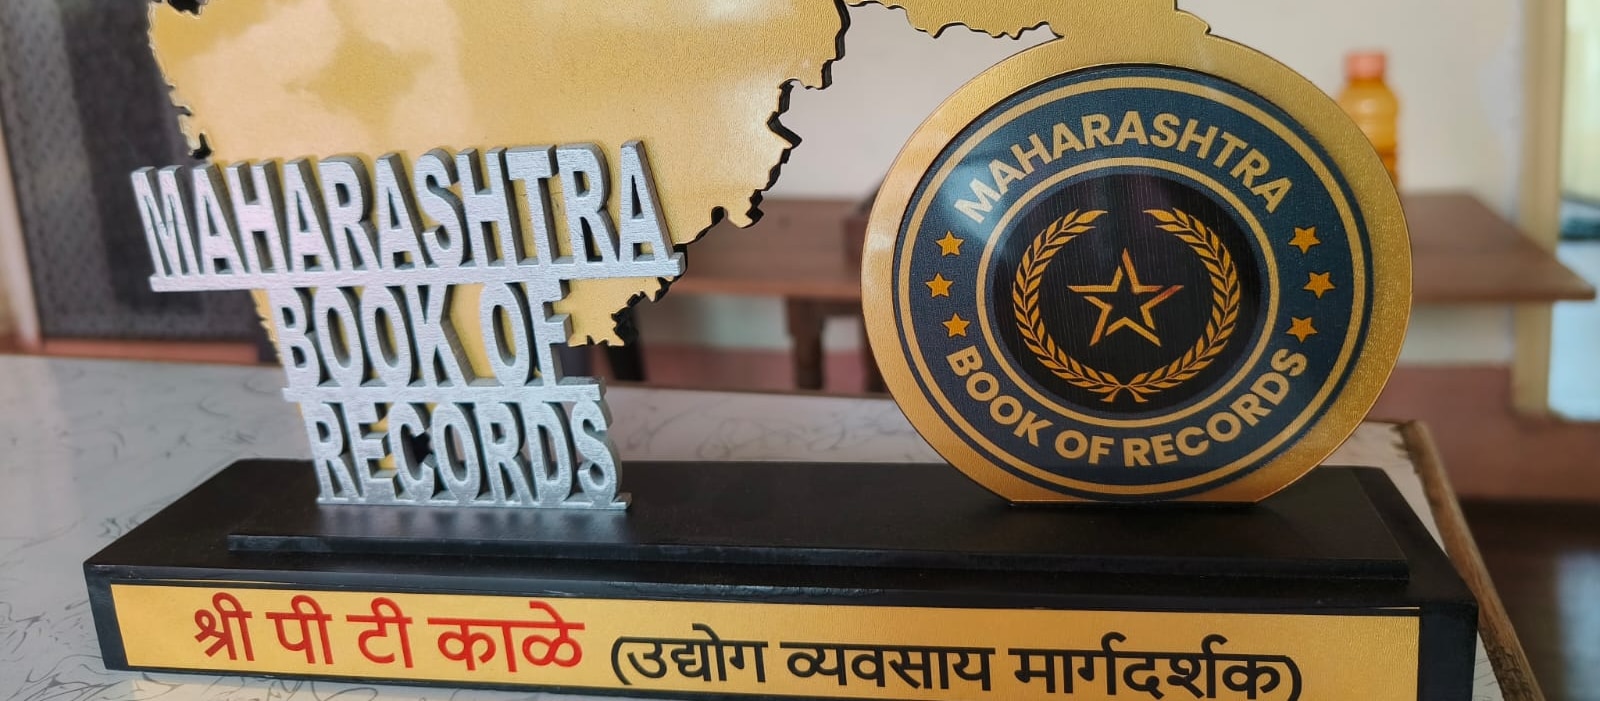 MAHARASHTRA
BOOK OF
RECORDS
MAHARASHTRA
BOOK OF RECORDS
श्री पी टी काळे (उद्योग व्यवसाय मार्गदर्शक)